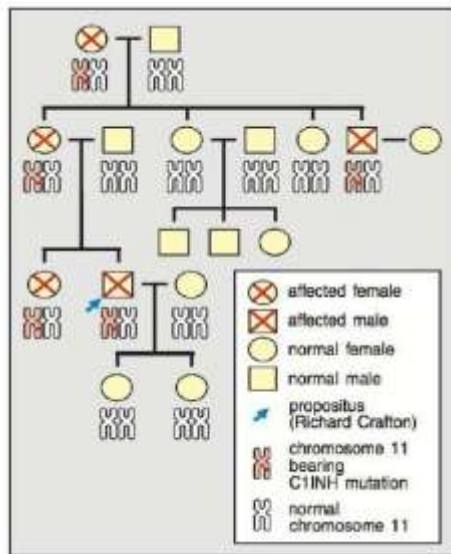 affected female
affected male
normal female
normal male
propositus
(Richard Crafton)
chromosome 11
bearing
C1INH mutation
normal
chromosome 11